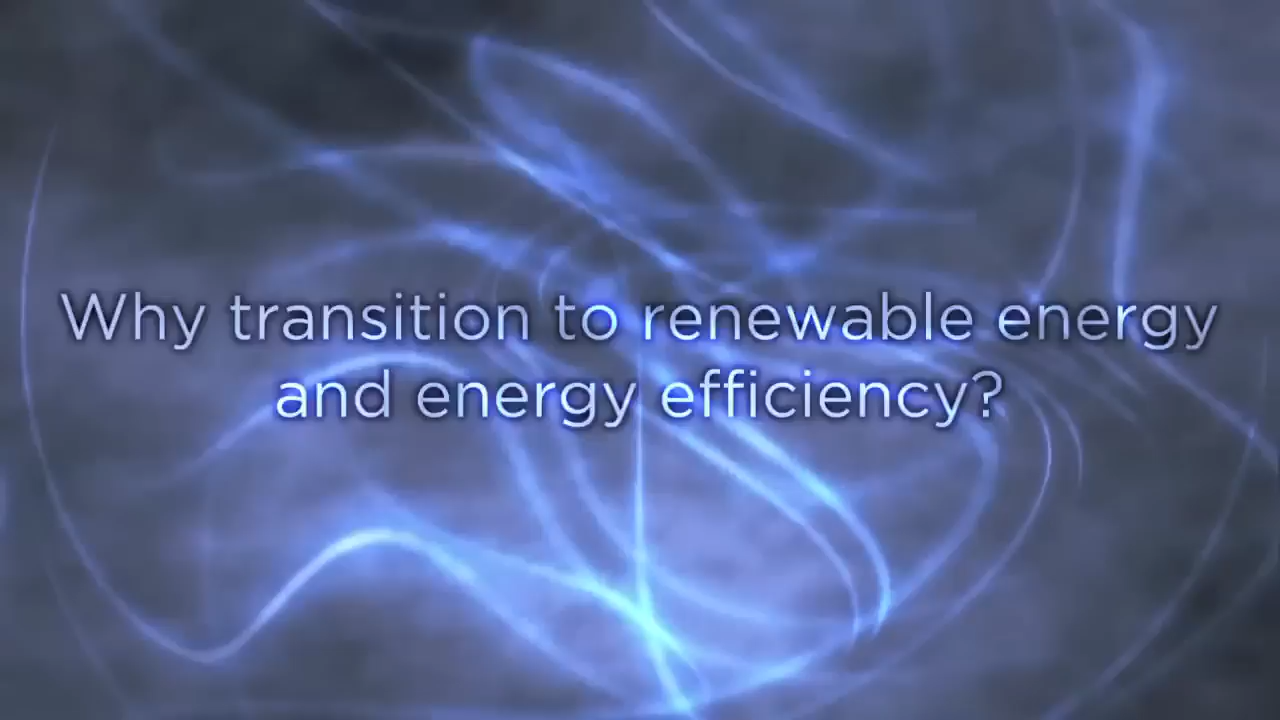 Why transition to renewable energy
and energy efficiency?